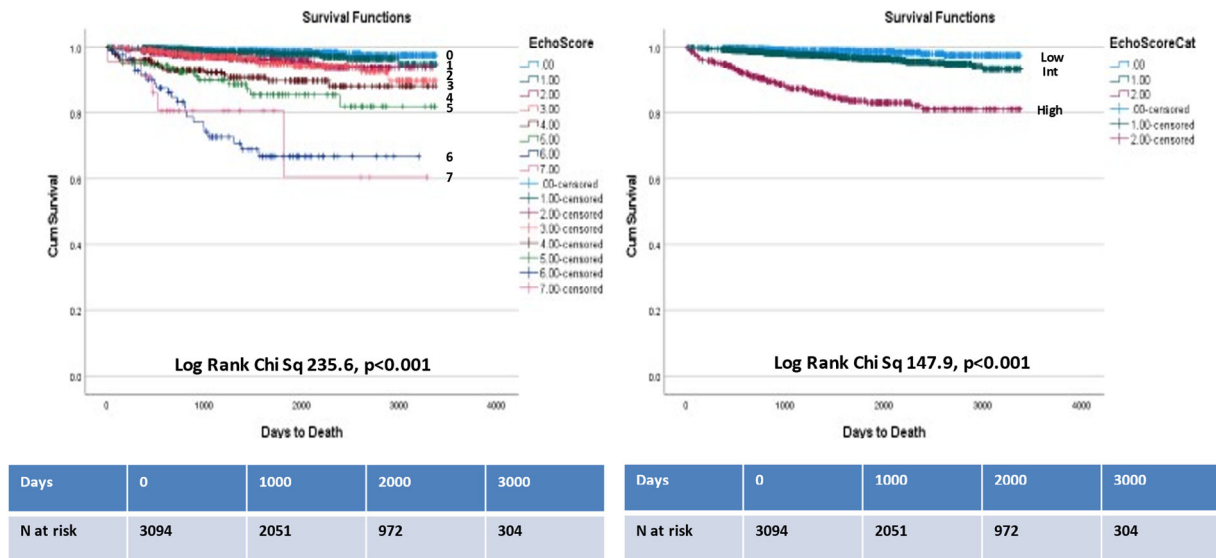 Survival Functions
1.0
0.8
0.6
0.4
0.2
0.0
Cum Survival
0
1
2
3
4
5
6
7
EchoScore
.00
1.00
2.00
3.00
4.00
5.00
6.00
7.00
.00-censored
1.00-censored
2.00-censored
3.00-censored
4.00-censored
5.00-censored
6.00-censored
7.00-censored
Log Rank Chi Sq 235.6, p<0.001
0 1000 2000 3000 4000
Days to Death
Days 0 1000 2000 3000
N at risk 3094 2051 972 304
Survival Functions
1.0
0.8
0.6
0.4
0.2
0.0
Cum Survival
Low
Int
High
EchoScoreCat
.00
1.00
2.00
.00-censored
1.00-censored
2.00-censored
Log Rank Chi Sq 147.9, p<0.001
0 1000 2000 3000 4000
Days to Death
Days 0 1000 2000 3000
N at risk 3094 2051 972 304